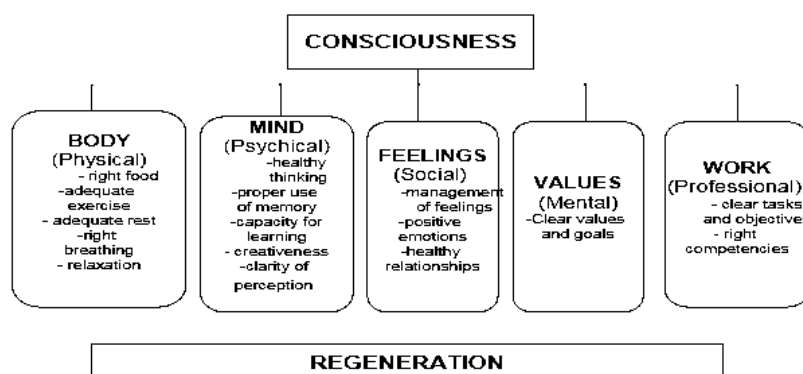 CONSCIOUSNESS
BODY
(Physical)
- right food
-adequate
exercise
- adequate rest
-right
breathing
- relaxation
MIND
(Psychical)
-healthy
thinking
-proper use
of memory
-capacity for
learning
- creativeness
-clarity of
perception
FEELINGS
(Social)
-management
of feelings
-positive
emotions
-healthy
relationships
VALUES
(Mental)
-Clear values
and goals
WORK
(Professional)
- clear tasks
and objective
- right
competencies
REGENERATION